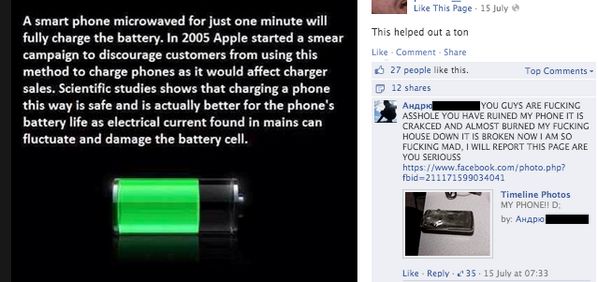 A smart phone microwaved for just one minute will
fully charge the battery. In 2005 Apple started a smear
campaign to discourage customers from using this
method to charge phones as it would affect charger
sales. Scientific studies shows that charging a phone
this way is safe and is actually better for the phone's
battery life as electrical current found in mains can
fluctuate and damage the battery cell.
Like This Page · 15 July
This helped out a ton
Like · Comment · Share
27 people like this.
Top Comments
12 shares
Андрю YOU GUYS ARE FUCKING
ASSHOLE YOU HAVE RUINED MY PHONE IT IS
CRAKCED AND ALMOST BURNED MY FUCKING
HOUSE DOWN IT IS BROKEN NOW I AM SO
FUCKING MAD, I WILL REPORT THIS PAGE ARE
YOU SERIOUSS
https://www.facebook.com/photo.php?
fbid=211171599034041
Timeline Photos
MY PHONE!! D;
by: Андрю
Like · Reply · 35 · 15 July at 07:33